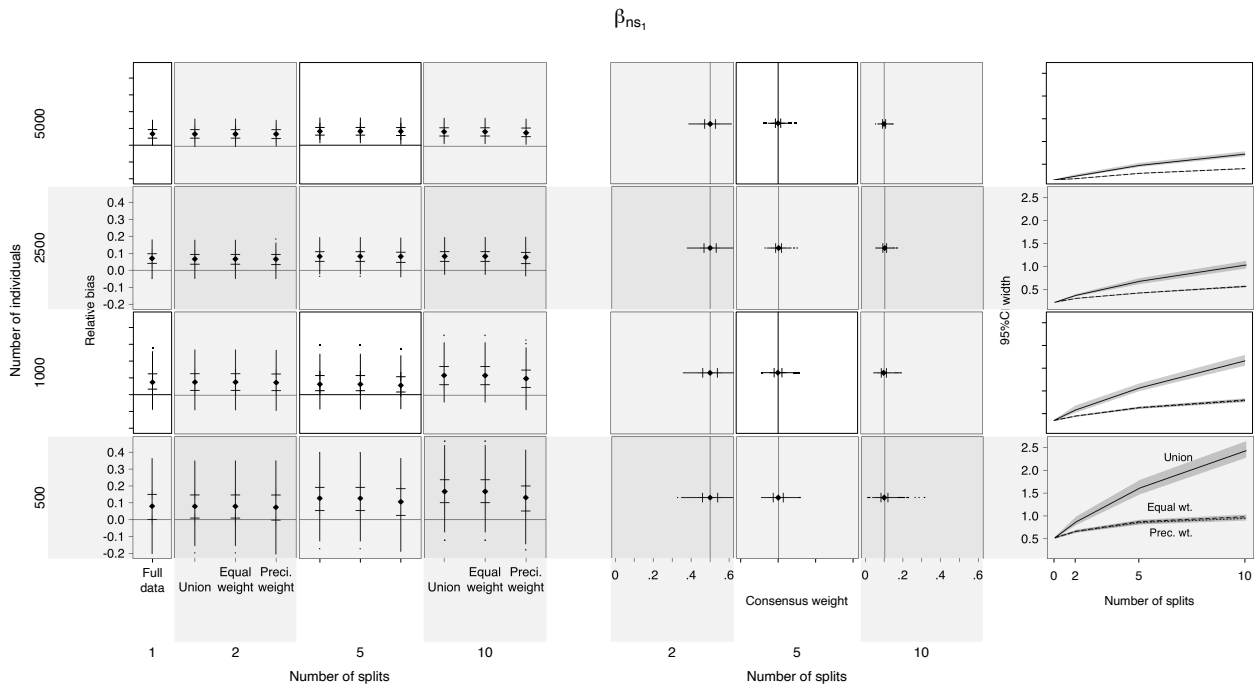 βns1
Number of individuals
5000
2500
1000
500
Relative bias
0.4
0.3
0.2
0.1
0.0
-0.1
-0.2
0.4
0.3
0.2
0.1
0.0
-0.1
-0.2
Full data
Union
Equal weight
Preci. weight
Union
Equal weight
Preci. weight
1
2
5
10
Number of splits
0 .2 .4 .6
0 .2 .4 .6
Consensus weight
2
5
10
Number of splits
95%C width
2.5
2.0
1.5
1.0
0.5
2.5
2.0
1.5
1.0
0.5
Union
Equal wt.
Prec. wt.
0 2 5 10
Number of splits